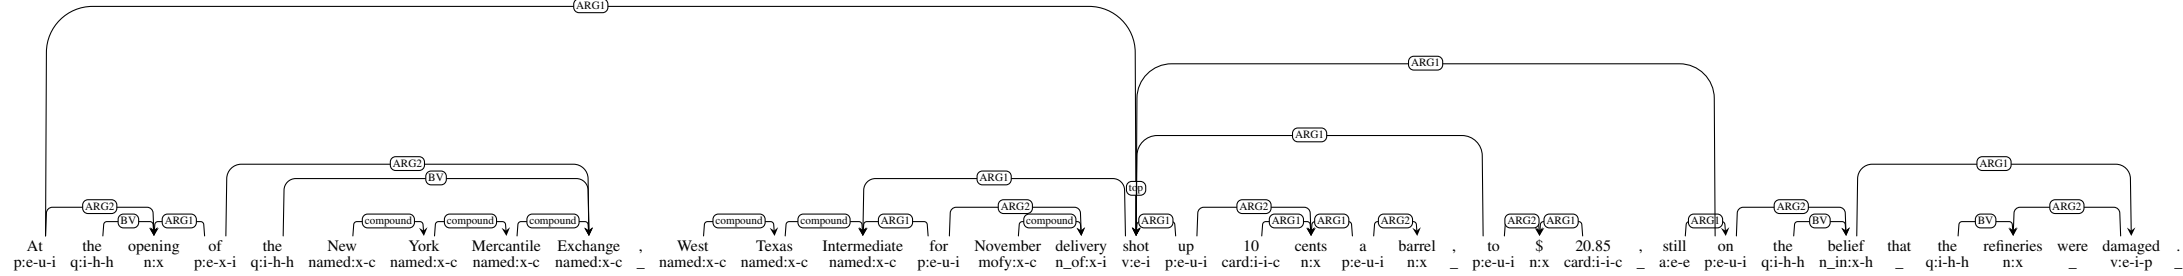 ARG1
ARG1
ARG1
ARG2 ARG1
BV ARG1 top
ARG2 ARG2 ARG2 ARG2 ARG2
BV ARG1 compound compound compound compound compound ARG1 compound ARG1 ARG1 ARG1 ARG2 ARG2 ARG1 ARG1 BV BV
At the opening of the New York Mercantile Exchange , West Texas Intermediate for November delivery shot up 10 cents a barrel , to $ 20.85 , still on the belief that the refineries were damaged .
p:e-u-i q:i-h-h n:x p:e-x-i q:i-h-h named:x-c named:x-c named:x-c named:x-c _ named:x-c named:x-c named:x-c p:e-u-i mofy:x-c n_of:x-i v:e-i p:e-u-i card:i-i-c n:x p:e-u-i n:x _ p:e-u-i n:x card:i-i-c _ a:e-e p:e-u-i q:i-h-h n_in:x-h _ q:i-h-h n:x _ v:e-i-p _